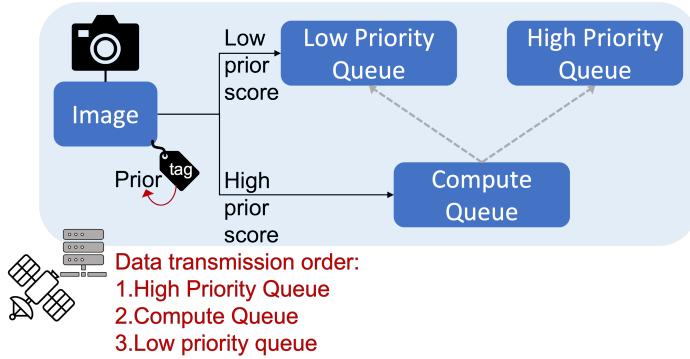 Low
prior
score
Low Priority
Queue
High Priority
Queue
Image
Prior
tag
High
prior
score
Compute
Queue
Data transmission order:
1.High Priority Queue
2.Compute Queue
3.Low priority queue